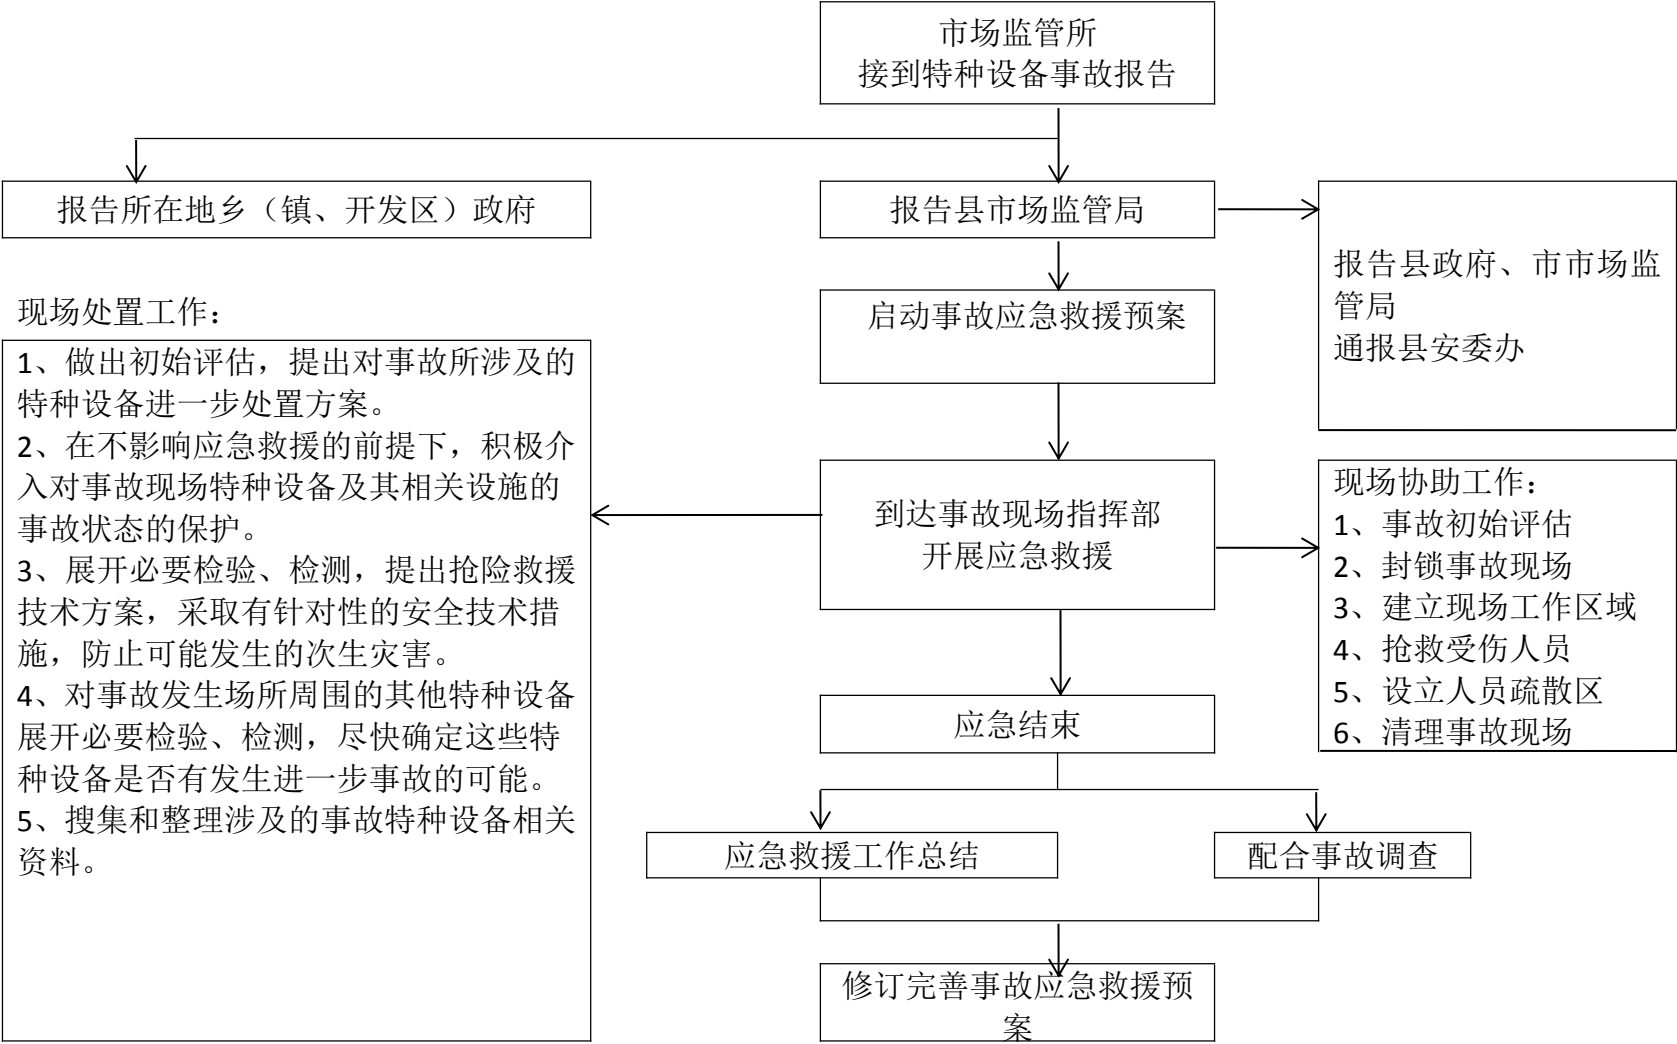 市场监管所
接到特种设备事故报告
报告所在地乡（镇、开发区）政府
报告县市场监管局
报告县政府、市市场监
管局
通报县安委办
启动事故应急救援预案
现场处置工作：
1、做出初始评估，提出对事故所涉及的
特种设备进一步处置方案。
2、在不影响应急救援的前提下，积极介
入对事故现场特种设备及其相关设施的
事故状态的保护。
3、展开必要检验、检测，提出抢险救援
技术方案，采取有针对性的安全技术措
施，防止可能发生的次生灾害。
4、对事故发生场所周围的其他特种设备
展开必要检验、检测，尽快确定这些特
种设备是否有发生进一步事故的可能。
5、搜集和整理涉及的事故特种设备相关
资料。
到达事故现场指挥部
开展应急救援
现场协助工作：
1、事故初始评估
2、封锁事故现场
3、建立现场工作区域
4、抢救受伤人员
5、设立人员疏散区
6、清理事故现场
应急结束
应急救援工作总结
配合事故调查
修订完善事故应急救援预
案